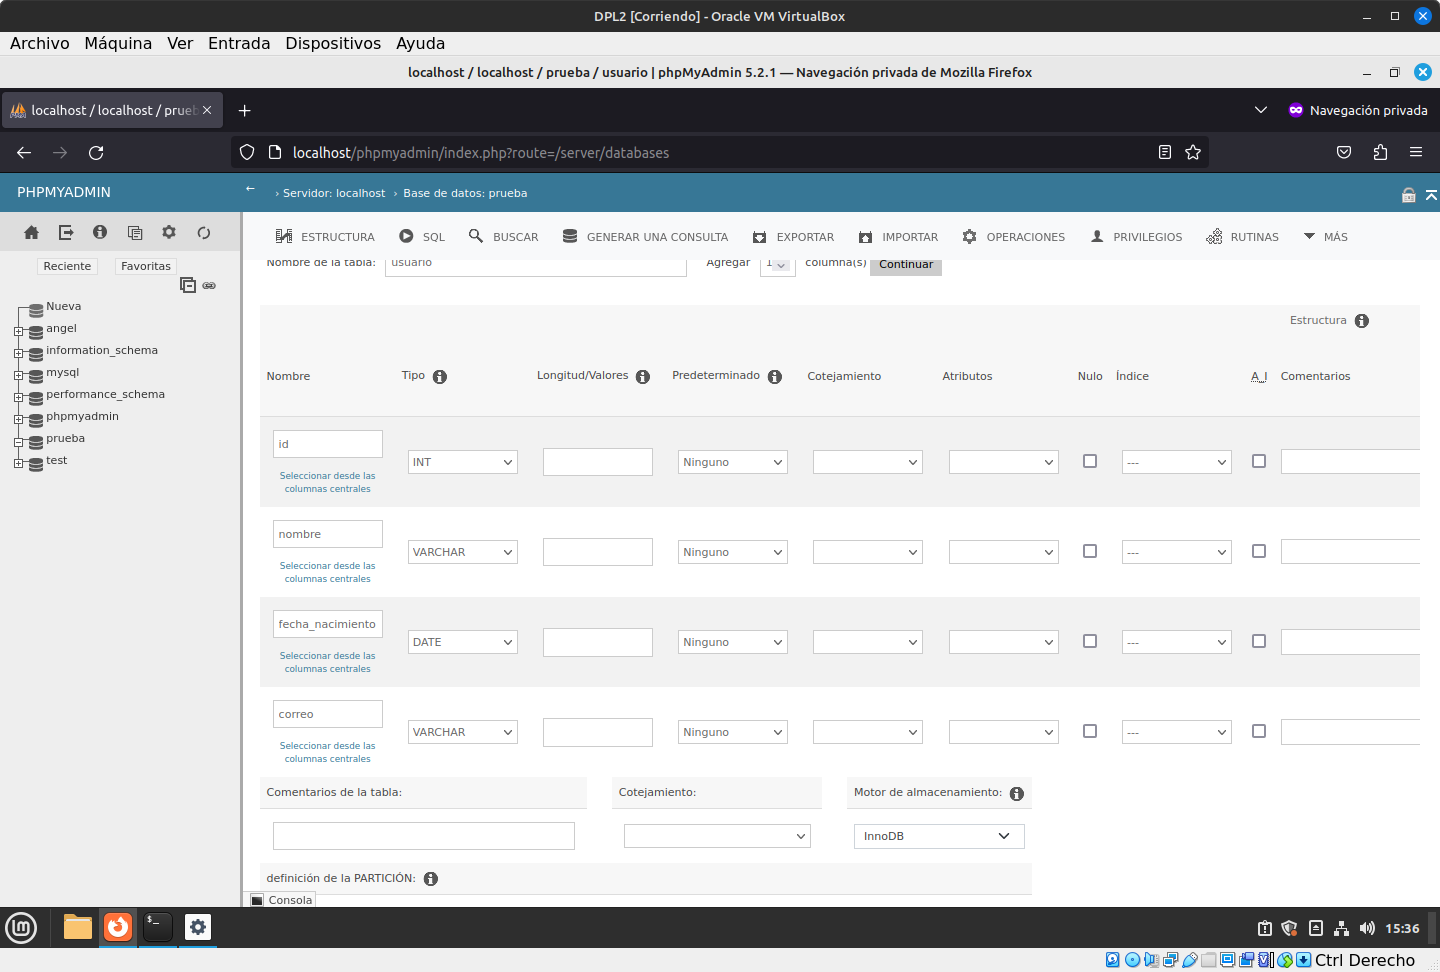 DPL2 [Corriendo] - Oracle VM VirtualBox
Archivo Máquina Ver Entrada Dispositivos Ayuda
localhost / localhost / prueba / usuario | phpMyAdmin 5.2.1 — Navegación privada de Mozilla Firefox
localhost / localhost / prueb
Navegación privada
localhost/phpmyadmin/index.php?route=/server/databases
PHPMYADMIN
← › Servidor: localhost › Base de datos: prueba
ESTRUCTURA SQL BUSCAR GENERAR UNA CONSULTA EXPORTAR IMPORTAR OPERACIONES PRIVILEGIOS RUTINAS MÁS
Reciente Favoritas
Nueva
angel
information_schema
mysql
performance_schema
phpmyadmin
prueba
test
Nombre de la tabla: usuario Agregar 1 columna(s) Continuar
Estructura
Nombre Tipo Longitud/Valores Predeterminado Cotejamiento Atributos Nulo Índice A_I Comentarios
id INT Ninguno ---
Seleccionar desde las
columnas centrales
nombre VARCHAR Ninguno ---
Seleccionar desde las
columnas centrales
fecha_nacimiento DATE Ninguno ---
Seleccionar desde las
columnas centrales
correo VARCHAR Ninguno ---
Seleccionar desde las
columnas centrales
Comentarios de la tabla: Cotejamiento: Motor de almacenamiento:
InnoDB
definición de la PARTICIÓN:
Consola
15:36
Ctrl Derecho